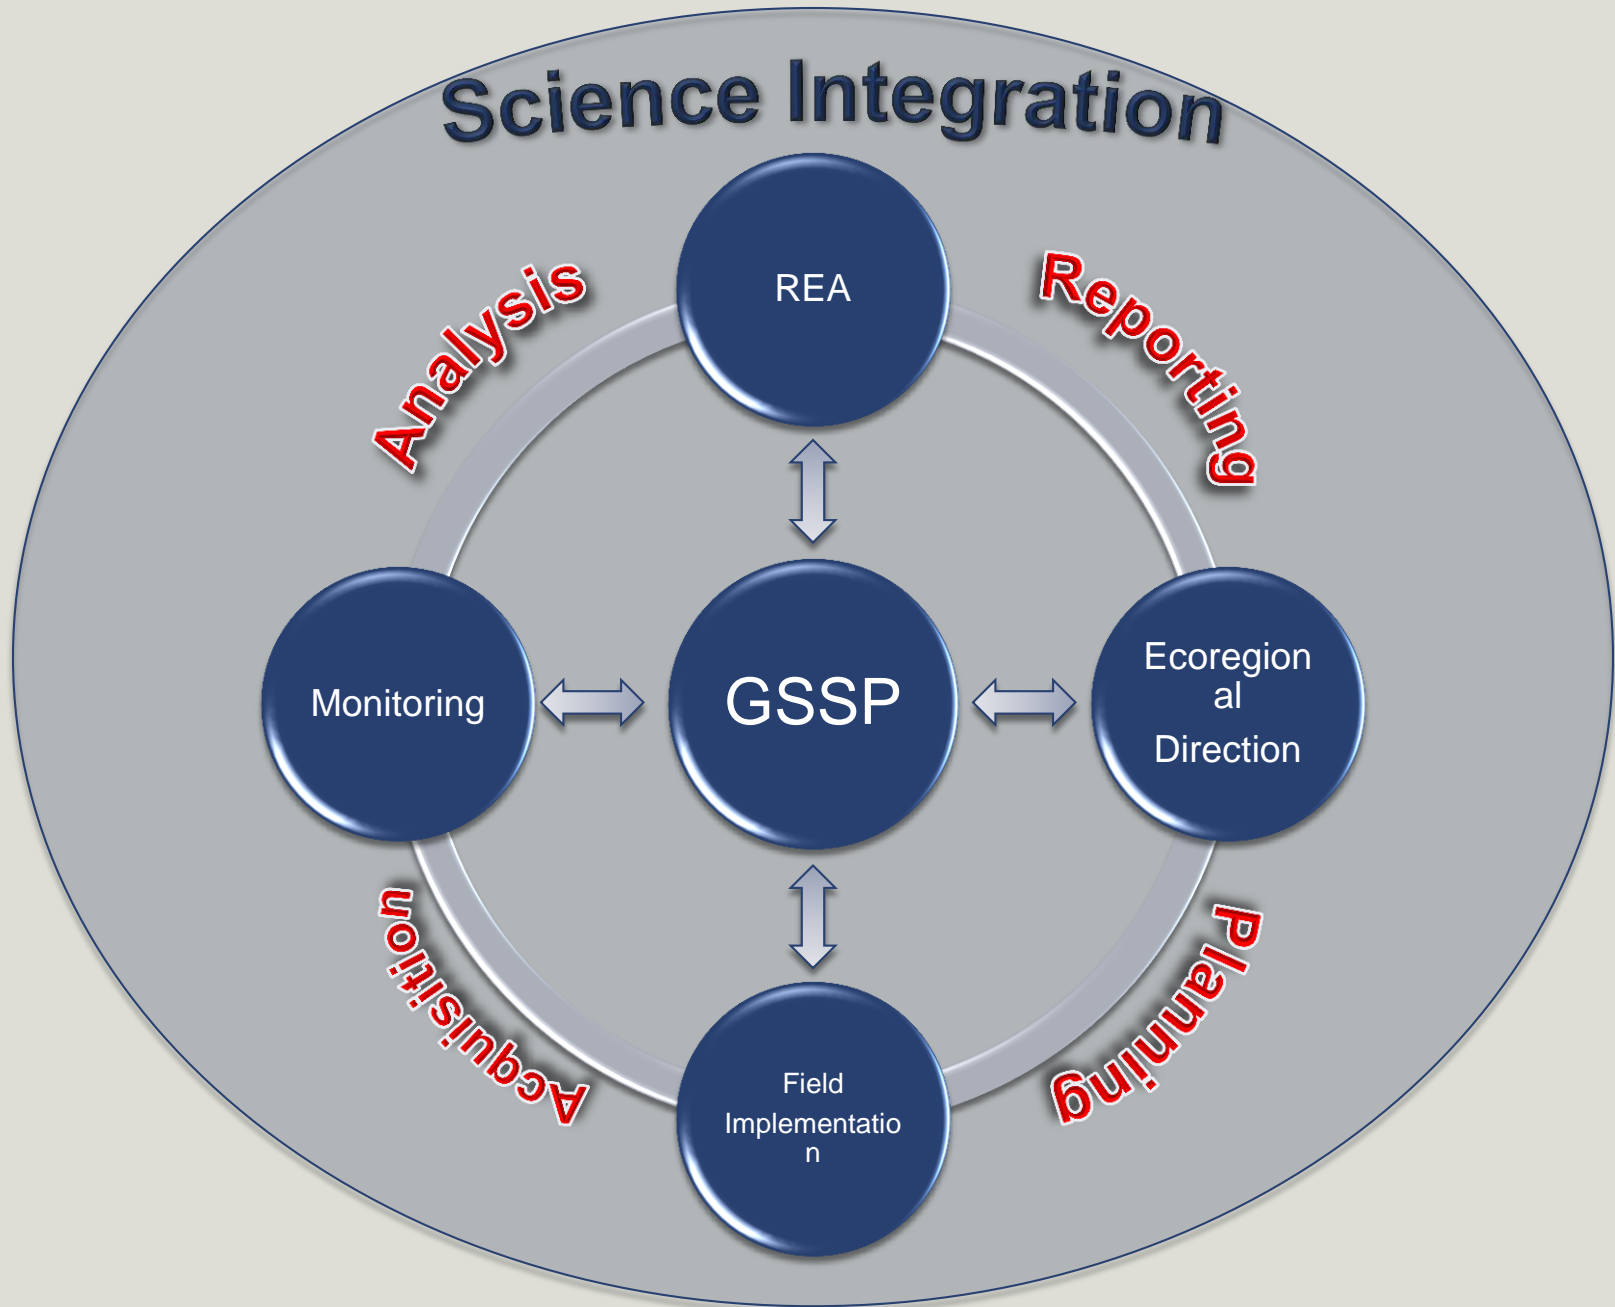 Science Integration
REA
Analysis
Reporting
Monitoring
GSSP
Ecoregion
al
Direction
Acquisition
Planning
Field
Implementatio
n